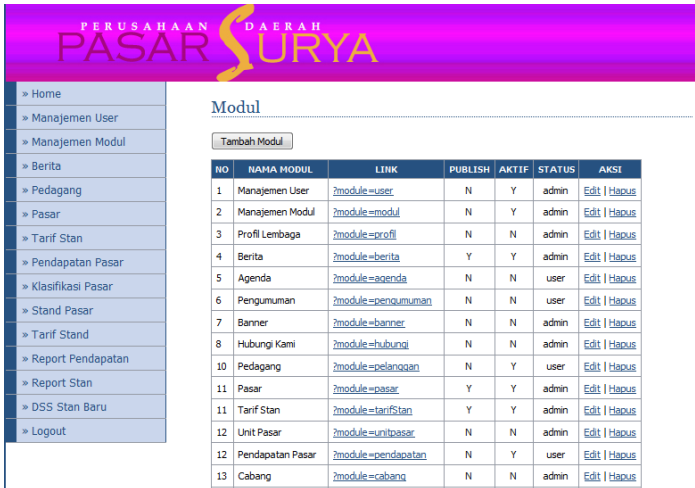 PERUSAHAAN DAERAH
PASAR SURYA
» Home
» Manajemen User
» Manajemen Modul
» Berita
» Pedagang
» Pasar
» Tarif Stan
» Pendapatan Pasar
» Klasifikasi Pasar
» Stand Pasar
» Tarif Stand
» Report Pendapatan
» Report Stan
» DSS Stan Baru
» Logout
Modul
Tambah Modul
NO NAMA MODUL LINK PUBLISH AKTIF STATUS AKSI
1 Manajemen User ?module=user N Y admin Edit | Hapus
2 Manajemen Modul ?module=modul N Y admin Edit | Hapus
3 Profil Lembaga ?module=profil N N admin Edit | Hapus
4 Berita ?module=berita Y Y admin Edit | Hapus
5 Agenda ?module=agenda N N user Edit | Hapus
6 Pengumuman ?module=pengumuman N N user Edit | Hapus
7 Banner ?module=banner N N admin Edit | Hapus
8 Hubungi Kami ?module=hubungi N N admin Edit | Hapus
10 Pedagang ?module=pelanggan N Y user Edit | Hapus
11 Pasar ?module=pasar Y Y admin Edit | Hapus
11 Tarif Stan ?module=tarifStan Y Y admin Edit | Hapus
12 Unit Pasar ?module=unitpasar N N admin Edit | Hapus
12 Pendapatan Pasar ?module=pendapatan N Y user Edit | Hapus
13 Cabang ?module=cabang N N admin Edit | Hapus